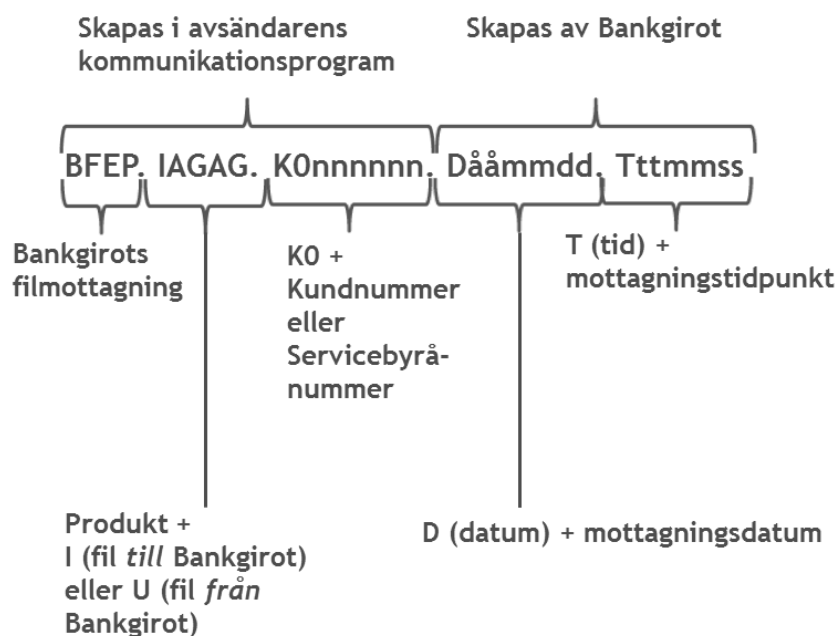 Skapas i avsändarens
kommunikationsprogram
Skapas av Bankgirot
BFEP. IAGAG. K0nnnnnn. Dååmmdd. Tttmmss
Bankgirots
filmottagning
K0 +
Kundnummer
eller
Servicebyrå-
nummer
T (tid) +
mottagningstidpunkt
Produkt +
I (fil till Bankgirot)
eller U (fil från
Bankgirot)
D (datum) + mottagningsdatum